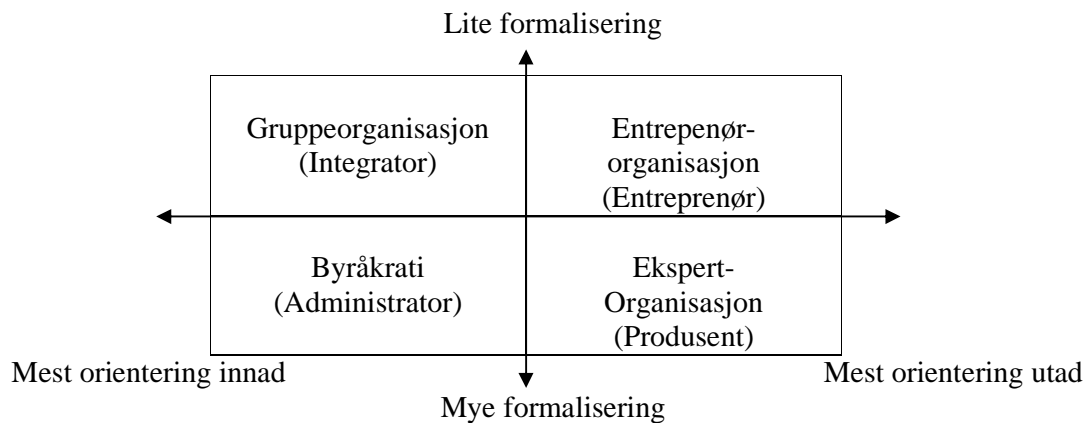 Lite formalisering
Gruppeorganisasjon
(Integrator)
Entrepenør-
organisasjon
(Entreprenør)
Byråkrati
(Administrator)
Ekspert-
Organisasjon
(Produsent)
Mest orientering innad
Mest orientering utad
Mye formalisering